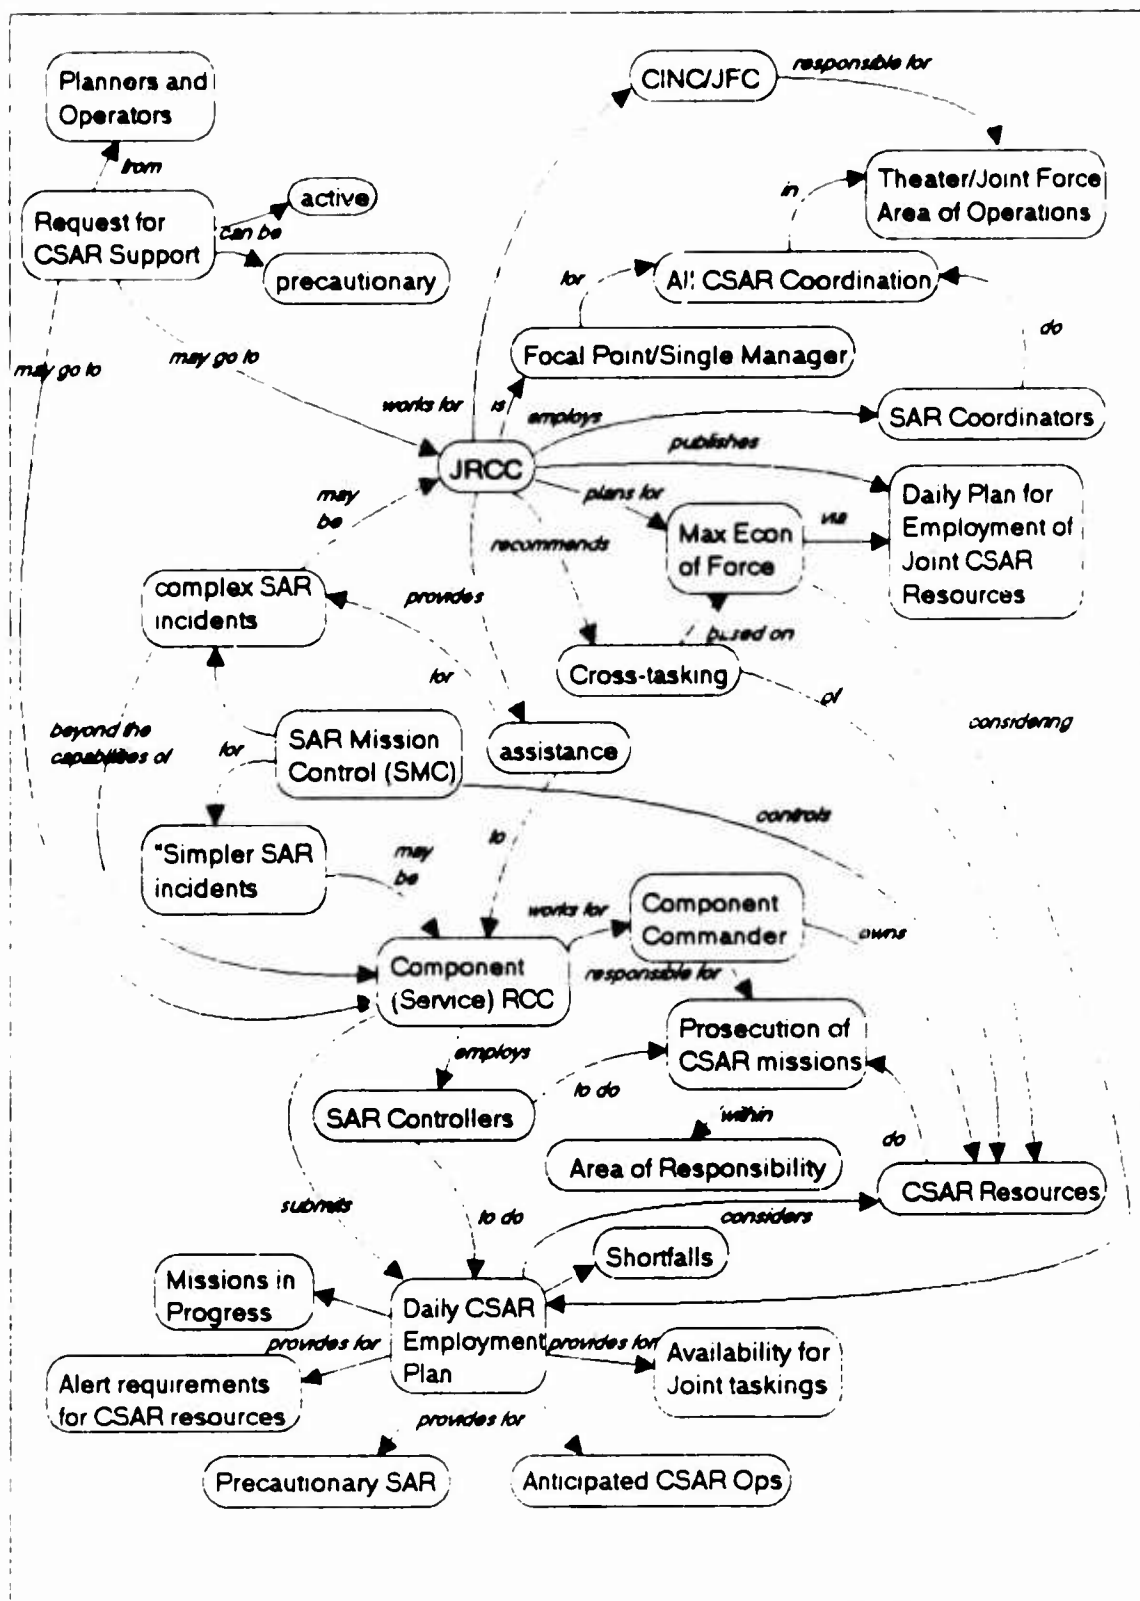 Planners and
Operators
from
Request for
CSAR Support
can be
active
precautionary
may go to
may go to
CINC/JFC
responsible for
Theater/Joint Force
Area of Operations
in
All CSAR Coordination
for
do
Focal Point/Single Manager
works for
is
employs
SAR Coordinators
publishes
JRCC
plans for
Max Econ
of Force
via
Daily Plan for
Employment of
Joint CSAR
Resources
may
be
recommends
complex SAR
incidents
provides
based on
Cross-tasking
of
considering
for
beyond the
capabilities of
for
SAR Mission
Control (SMC)
assistance
controls
"Simpler SAR
incidents
may
be
to
works for
Component
Commander
owns
Component
(Service) RCC
responsible for
Prosecution of
CSAR missions
employs
to do
SAR Controllers
within
do
Area of Responsibility
CSAR Resources
submits
to do
considers
Shortfalls
Missions in
Progress
Daily CSAR
Employment
Plan
provides for
provides for
Availability for
Joint taskings
Alert requirements
for CSAR resources
provides for
Precautionary SAR
Anticipated CSAR Ops